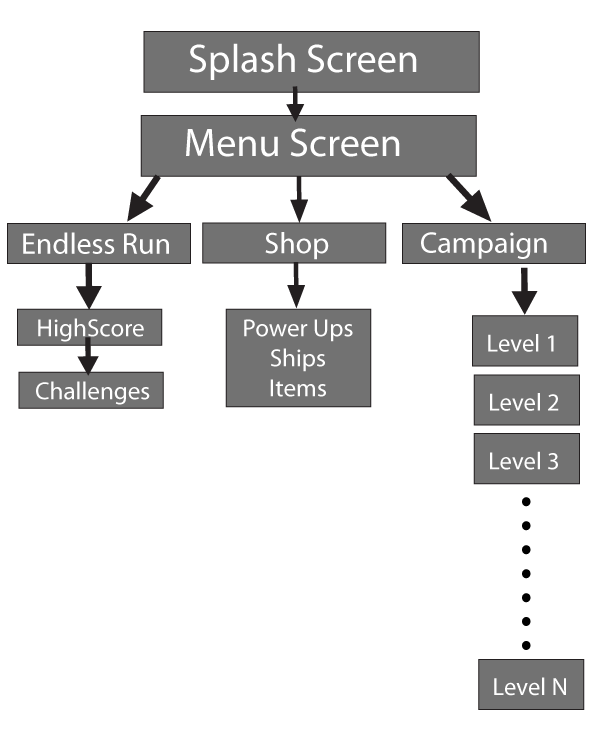 Splash Screen
Menu Screen
Endless Run
Shop
Campaign
HighScore
Challenges
Power Ups
Ships
Items
Level 1
Level 2
Level 3
Level N